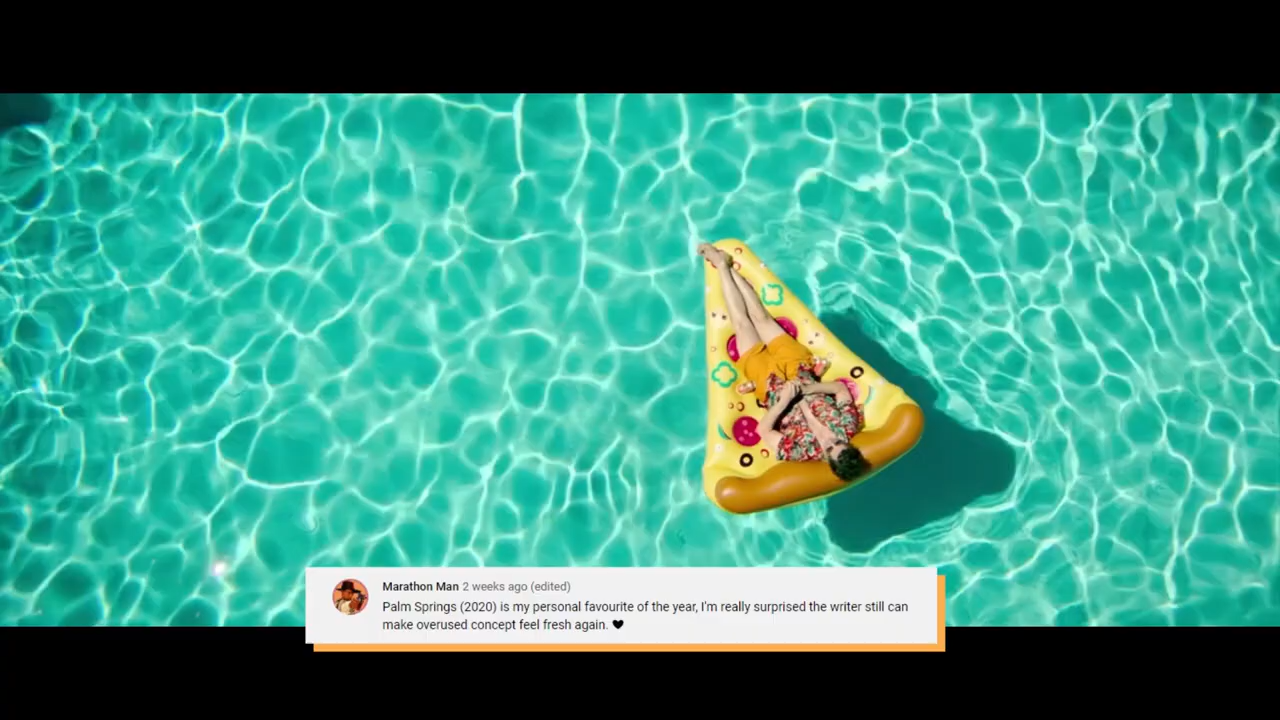 Marathon Man 2 weeks ago (edited)
Palm Springs (2020) is my personal favourite of the year, I'm really surprised the writer still can
make overused concept feel fresh again. 🖤